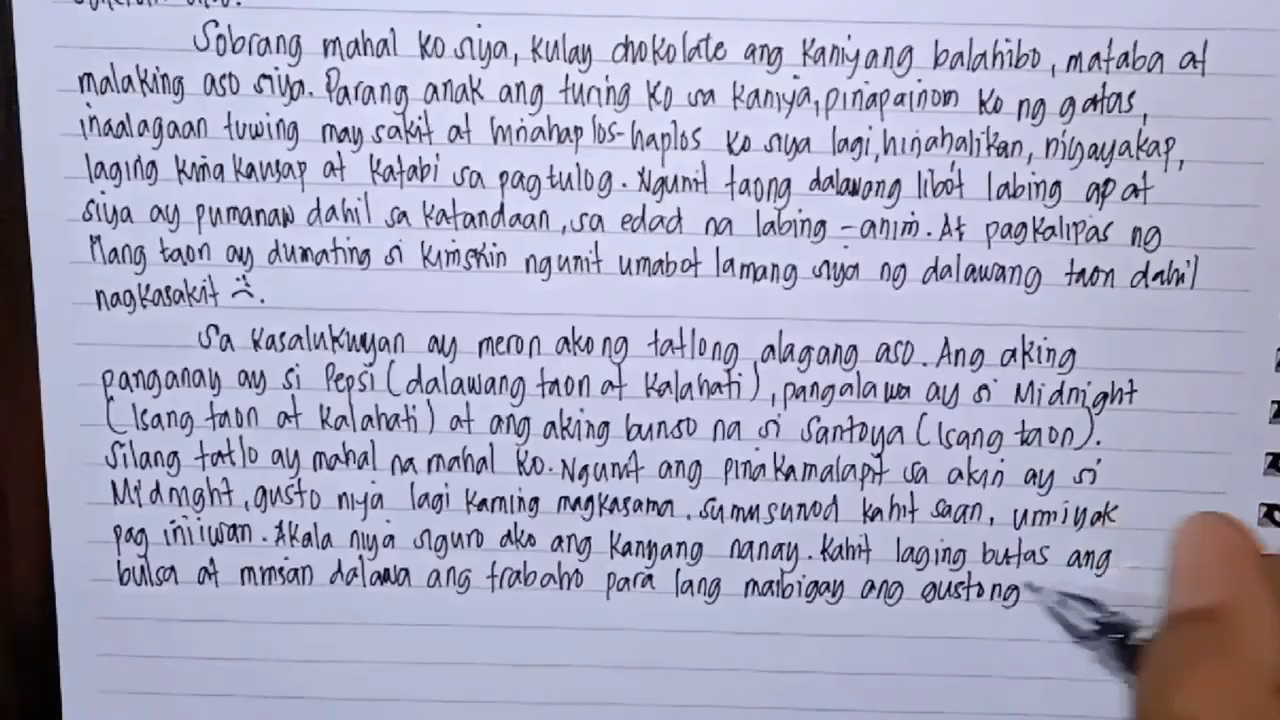 Sobrang mahal ko siya, kulay chokolate ang kaniyang balahibo, mataba at
malaking aso siya. Parang anak ang turing ko sa kaniya, pinapainom ko ng gatas,
inaalagaan tuwing may sakit at hinahaplos-haplos ko siya lagi, hinahalikan, niyayakap,
laging kinakausap at katabi sa pagtulog. Ngunit taong dalawang libo't labing apat
siya ay pumanaw dahil sa katandaan, sa edad na labing-anim. At pagkalipas ng
ilang taon ay dumating si Kimskin ngunit umabot lamang siya ng dalawang taon dahil
nagkasakit :(.
Sa kasalukuyan ay meron akong tatlong alagang aso. Ang aking
panganay ay si Pepsi (dalawang taon at kalahati), pangalawa ay si Midnight
(Isang taon at kalahati) at ang aking bunso na si Santoya (Isang taon).
Silang tatlo ay mahal na mahal ko. Ngunit ang pinakamalapit sa akin ay si
Midnight, gusto niya lagi kaming magkasama, sumusunod kahit saan, umiiyak
pag iniiwan. Akala niya siguro ako ang kanyang nanay. Kahit laging butas ang
bulsa at minsan dalawa ang trabaho para lang maibigay ang gustong